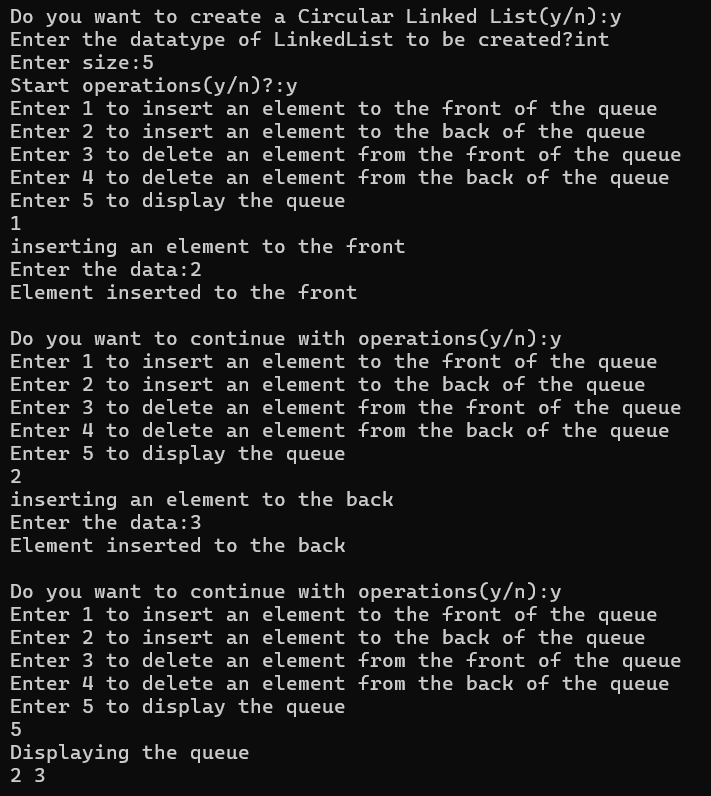 Do you want to create a Circular Linked List(y/n):y
Enter the datatype of LinkedList to be created?int
Enter size:5
Start operations(y/n)?:y
Enter 1 to insert an element to the front of the queue
Enter 2 to insert an element to the back of the queue
Enter 3 to delete an element from the front of the queue
Enter 4 to delete an element from the back of the queue
Enter 5 to display the queue
1
inserting an element to the front
Enter the data:2
Element inserted to the front

Do you want to continue with operations(y/n):y
Enter 1 to insert an element to the front of the queue
Enter 2 to insert an element to the back of the queue
Enter 3 to delete an element from the front of the queue
Enter 4 to delete an element from the back of the queue
Enter 5 to display the queue
2
inserting an element to the back
Enter the data:3
Element inserted to the back

Do you want to continue with operations(y/n):y
Enter 1 to insert an element to the front of the queue
Enter 2 to insert an element to the back of the queue
Enter 3 to delete an element from the front of the queue
Enter 4 to delete an element from the back of the queue
Enter 5 to display the queue
5
Displaying the queue
2 3